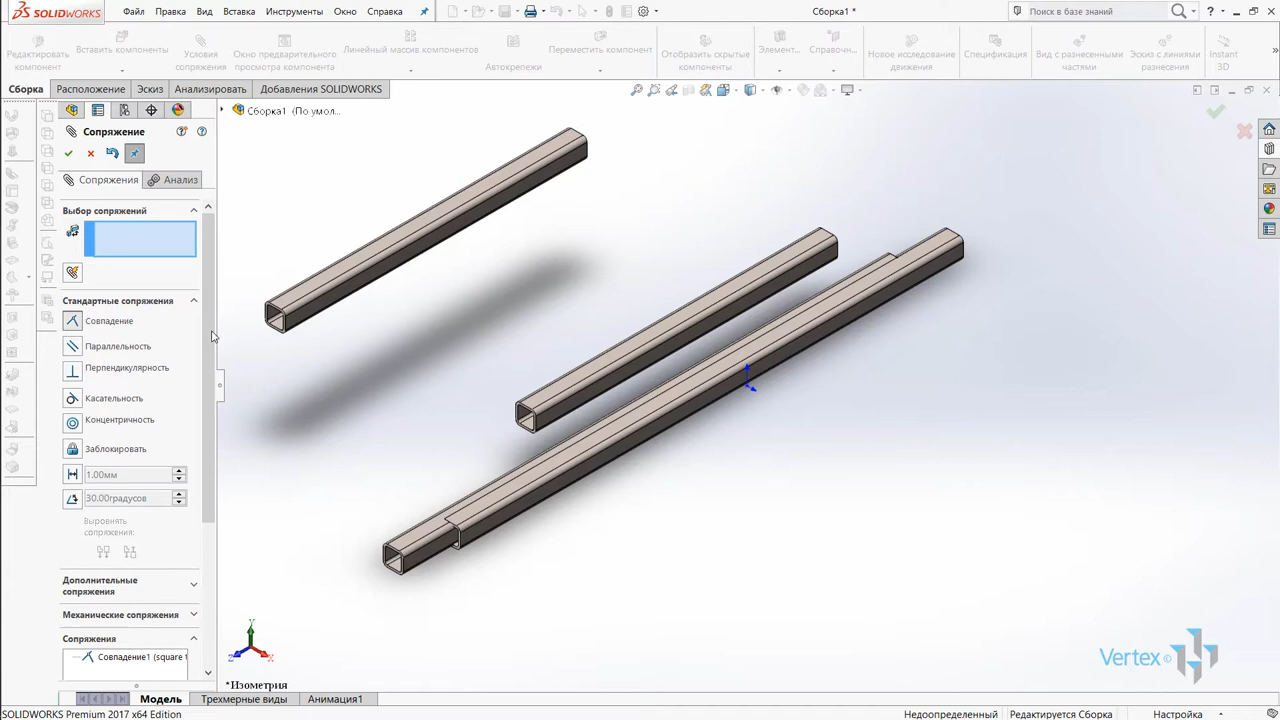 SOLIDWORKS
Файл Правка Вид Вставка Инструменты Окно Справка
Сборка1 *
Поиск в базе знаний
Редактировать компонент
Вставить компоненты
Условия сопряжения
Окно предварительного просмотра компонента
Линейный массив компонентов
Автокрепежи
Переместить компонент
Отобразить скрытые компоненты
Элемент...
Справочн...
Новое исследование движения
Спецификация
Вид с разнесенными частями
Эскиз с линиями разнесения
Instant 3D
Сборка Расположение Эскиз Анализировать Добавления SOLIDWORKS
Сборка1 (По умол...
Сопряжение
Сопряжения Анализ
Выбор сопряжений
Стандартные сопряжения
Совпадение
Параллельность
Перпендикулярность
Касательность
Концентричность
Заблокировать
1.00мм
30.00градусов
Выровнять
сопряжения:
Дополнительные
сопряжения
Механические сопряжения
Сопряжения
Совпадение1 (square t
Y
Z
X
*Изометрия
Vertex ©
Модель Трехмерные виды Анимация1
SOLIDWORKS Premium 2017 x64 Edition
Недоопределенный Редактируется Сборка Настройка